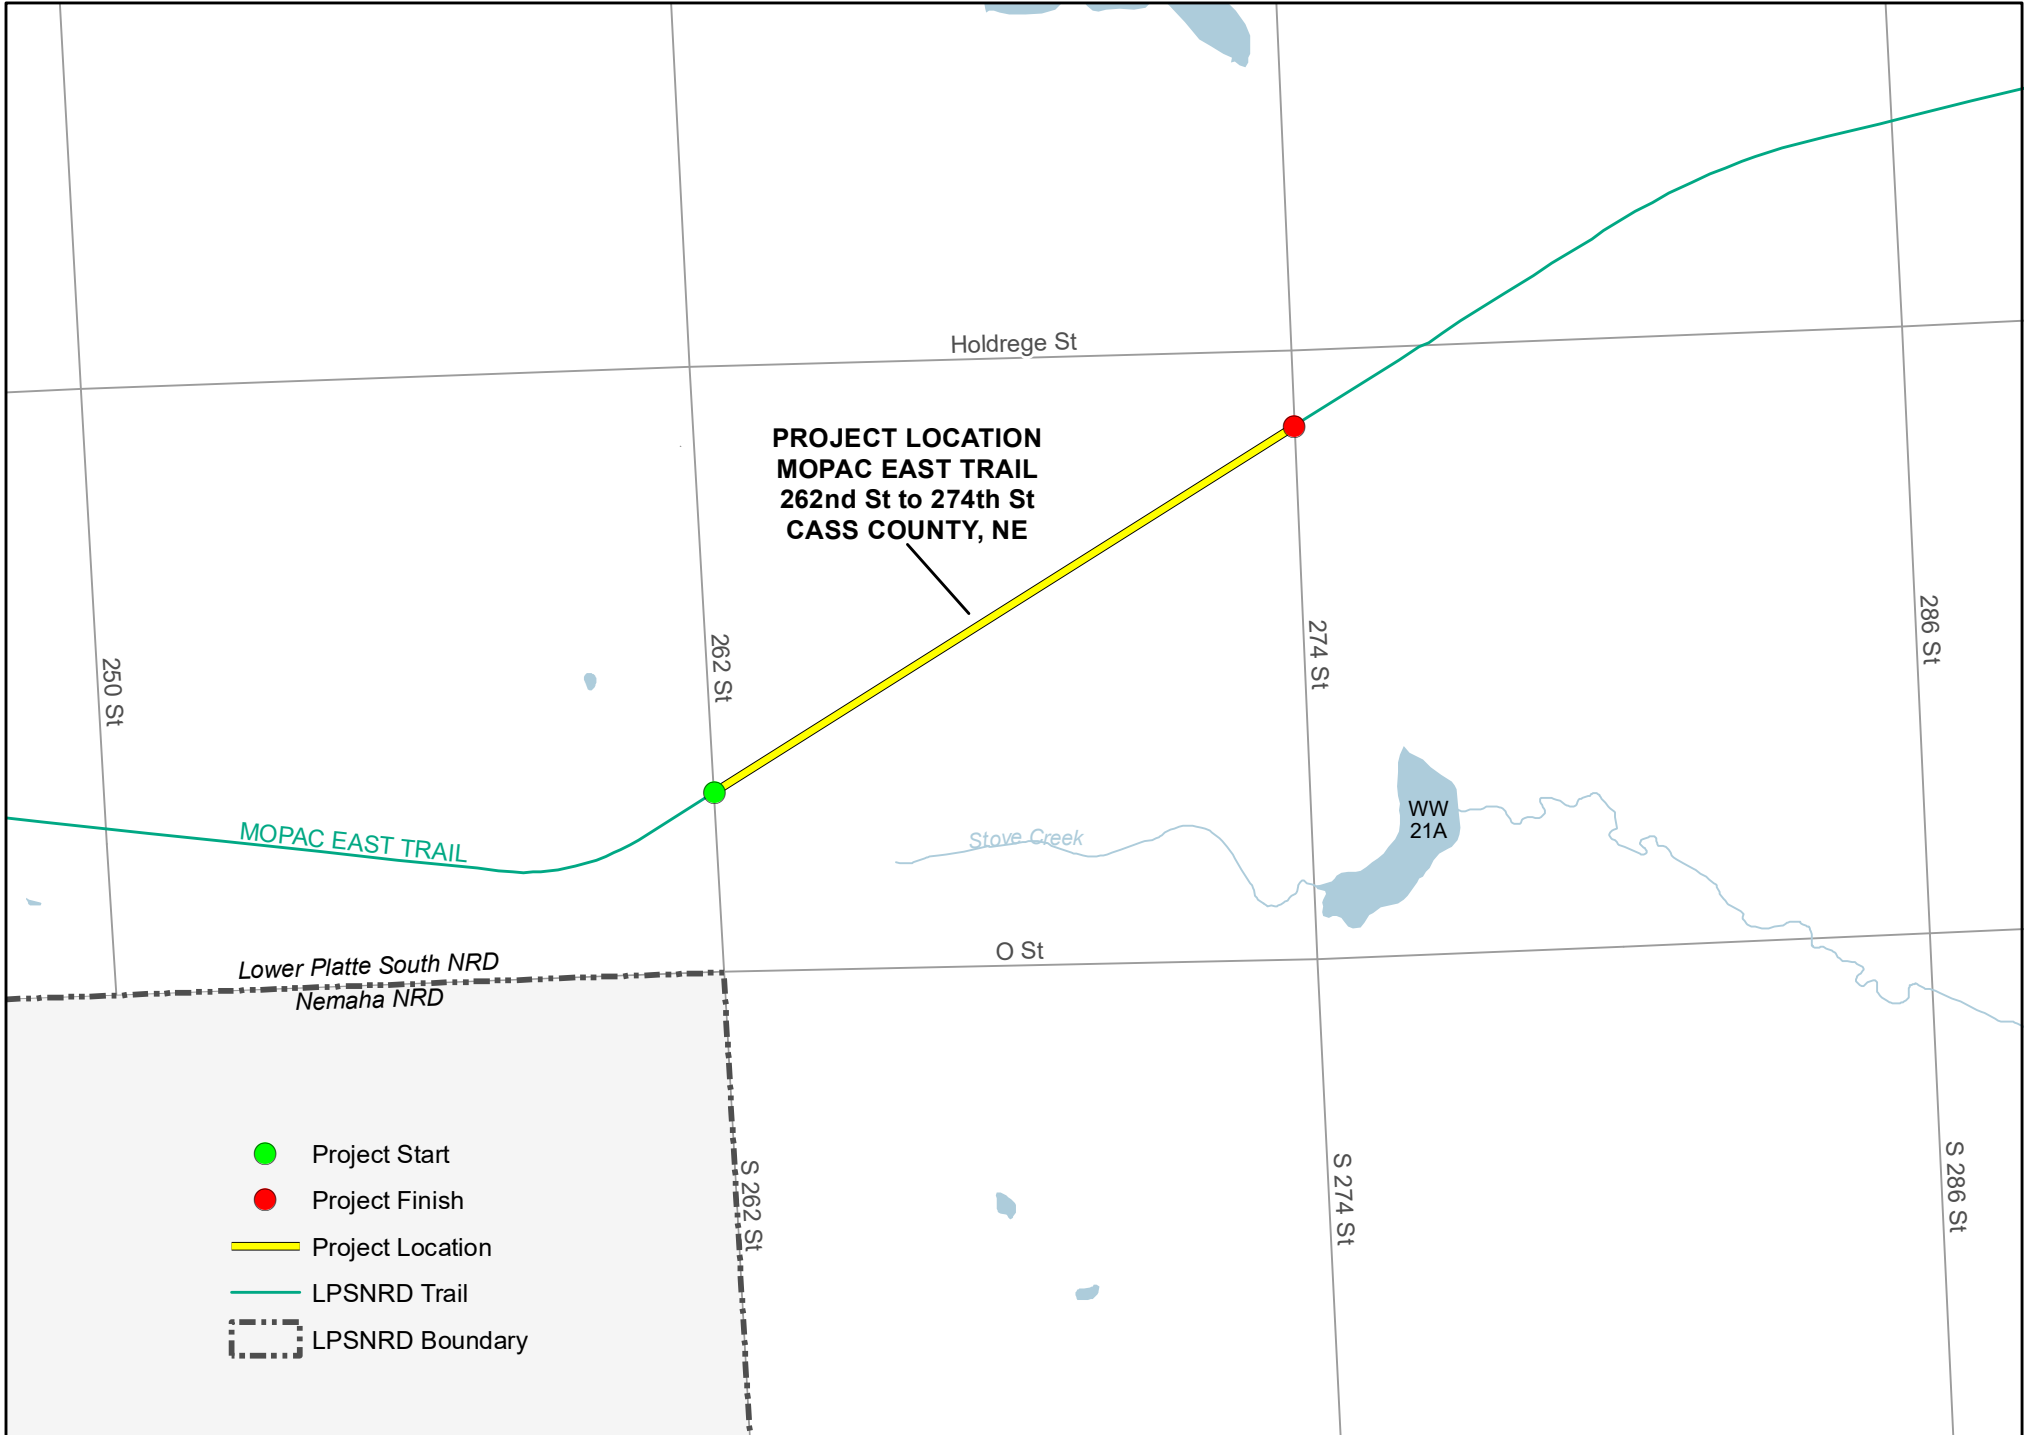 Holdrege St
PROJECT LOCATION
MOPAC EAST TRAIL
262nd St to 274th St
CASS COUNTY, NE
250 St
262 St
274 St
286 St
MOPAC EAST TRAIL
Stove Creek
WW
21A
O St
Lower Platte South NRD
Nemaha NRD
S 262 St
S 274 St
S 286 St
Project Start
Project Finish
Project Location
LPSNRD Trail
LPSNRD Boundary